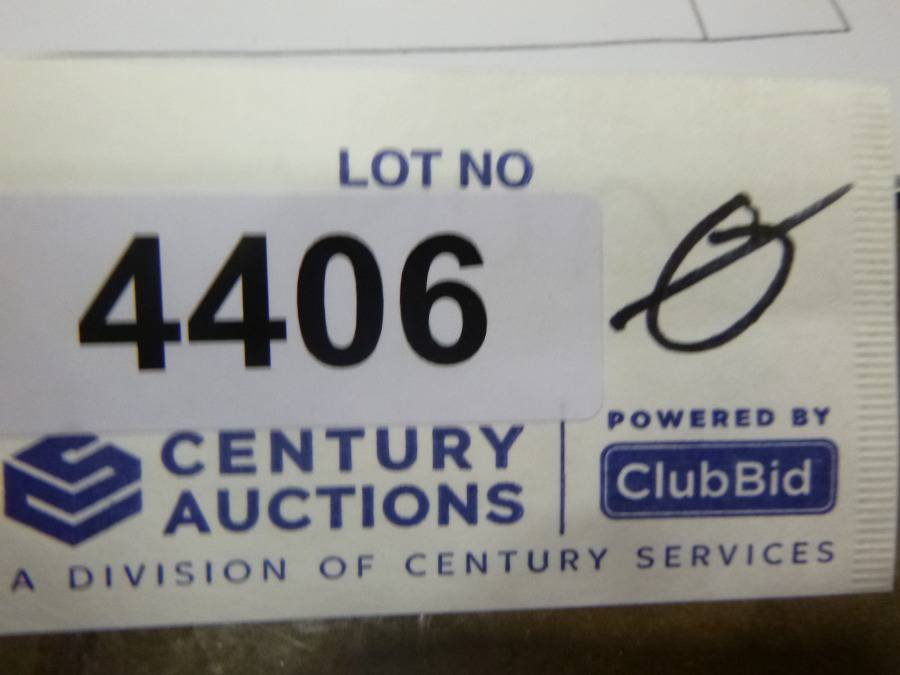 LOT NO
4406
CENTURY
AUCTIONS
POWERED BY
ClubBid
A DIVISION OF CENTURY SERVICES